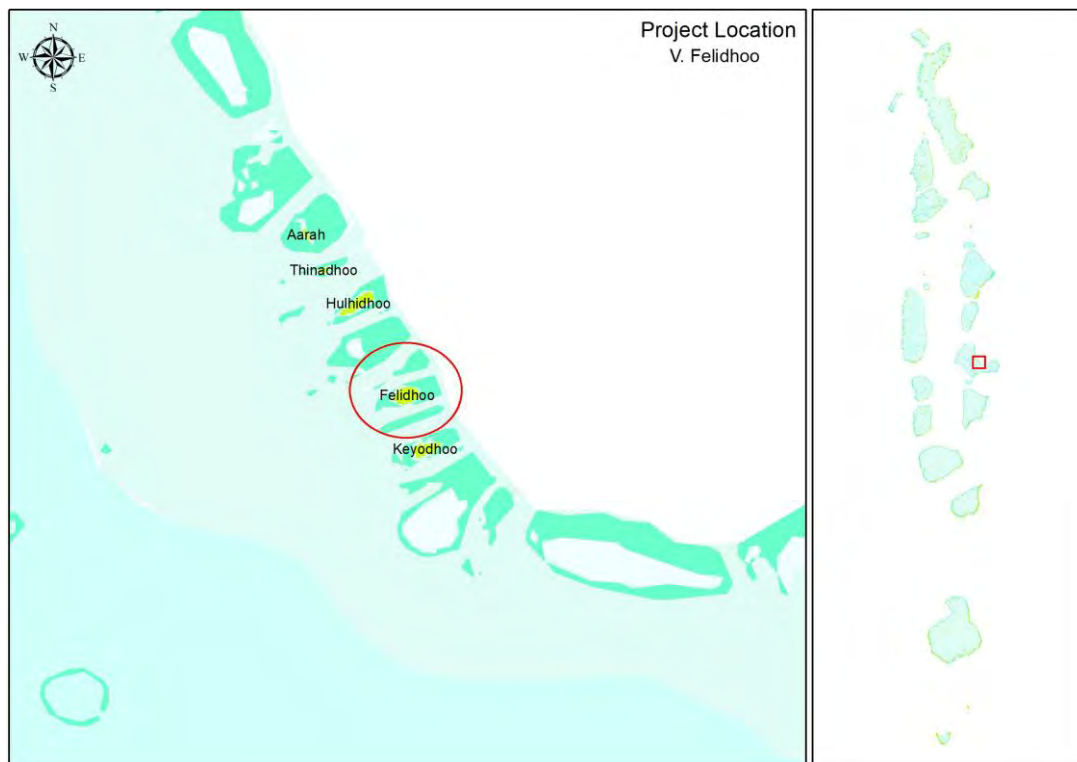 Project Location
V. Felidhoo
N
W E
S
Aarah
Thinadhoo
Hulhidhoo
Felidhoo
Keyodhoo